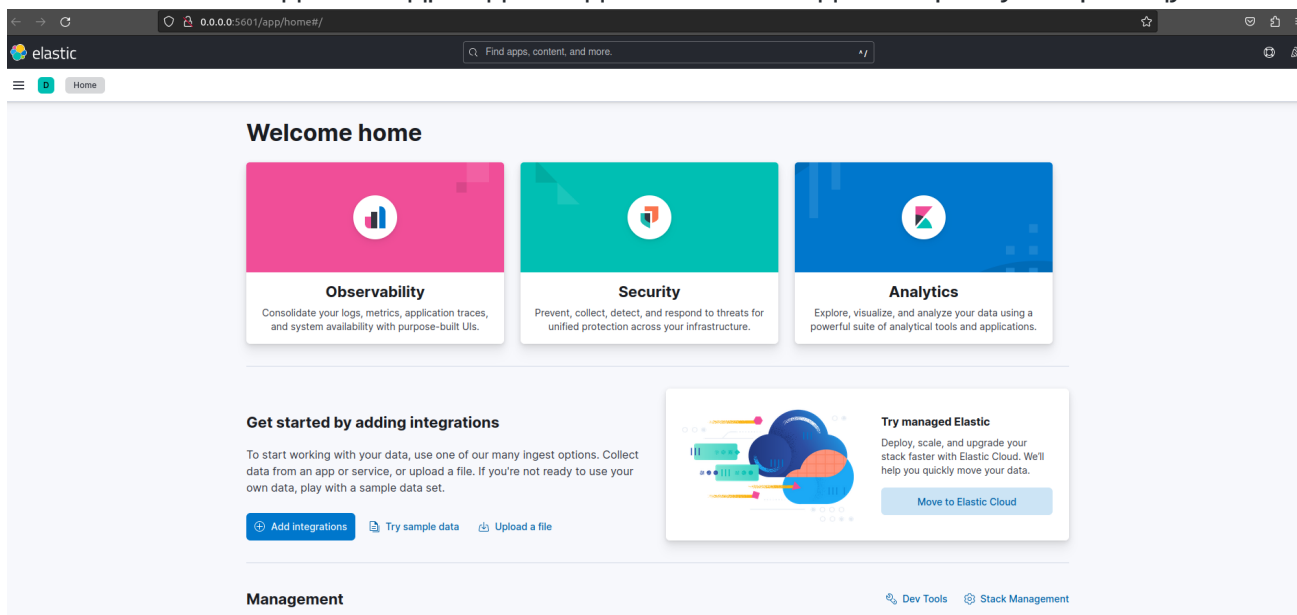 0.0.0.0:5601/app/home#/
elastic
Find apps, content, and more.
^/
D
Home
Welcome home
Observability
Consolidate your logs, metrics, application traces,
and system availability with purpose-built UIs.
Security
Prevent, collect, detect, and respond to threats for
unified protection across your infrastructure.
Analytics
Explore, visualize, and analyze your data using a
powerful suite of analytical tools and applications.
Get started by adding integrations
To start working with your data, use one of our many ingest options. Collect
data from an app or service, or upload a file. If you're not ready to use your
own data, play with a sample data set.
Add integrations
Try sample data
Upload a file
Try managed Elastic
Deploy, scale, and upgrade your
stack faster with Elastic Cloud. We'll
help you quickly move your data.
Move to Elastic Cloud
Management
Dev Tools
Stack Management